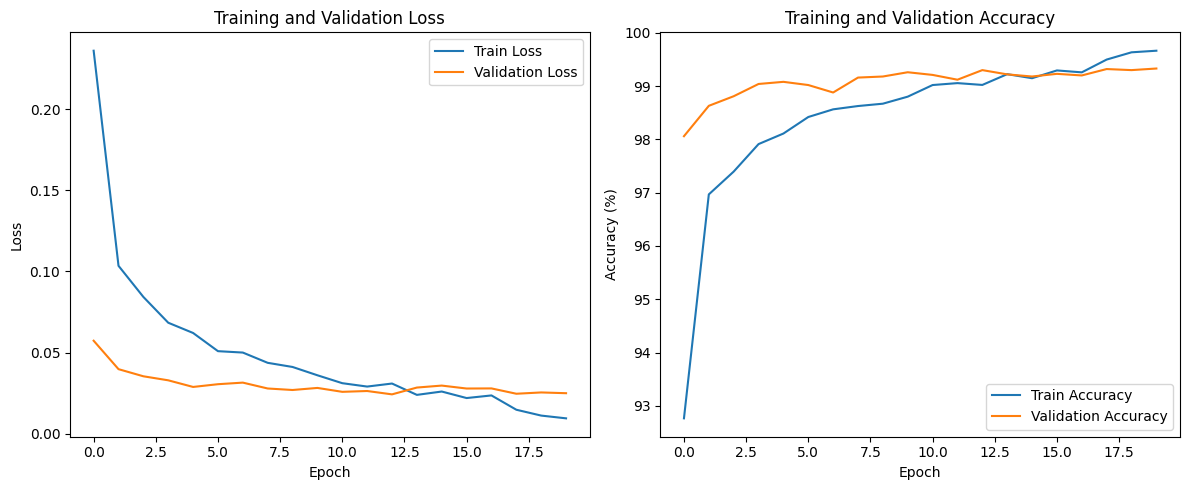 Training and Validation Loss
Train Loss
Validation Loss
Loss
0.20
0.15
0.10
0.05
0.00
0.0 2.5 5.0 7.5 10.0 12.5 15.0 17.5
Epoch
Training and Validation Accuracy
Accuracy (%)
100
99
98
97
96
95
94
93
Train Accuracy
Validation Accuracy
0.0 2.5 5.0 7.5 10.0 12.5 15.0 17.5
Epoch